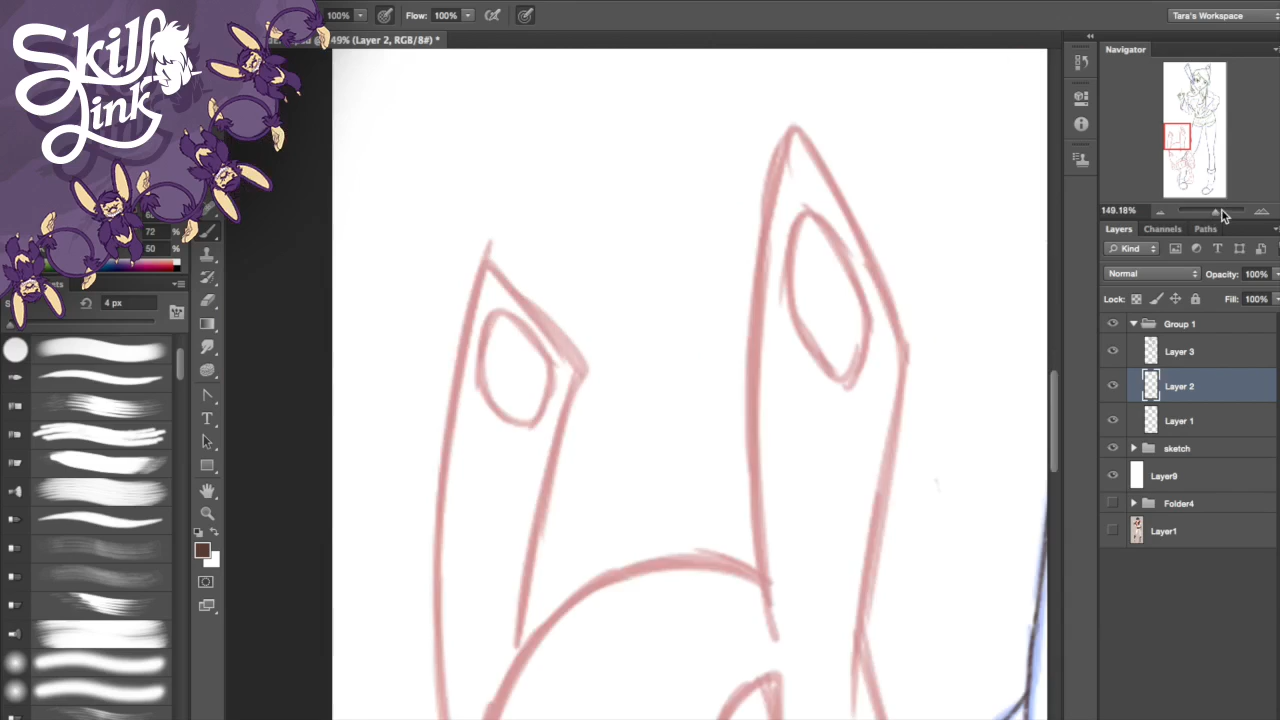 Skill Link
100% Flow: 100% Tara's Workspace
49% (Layer 2, RGB/8#) *
Navigator
149.18%
Layers Channels Paths
Kind
Normal Opacity: 100%
Lock: Fill: 100%
Group 1
Layer 3
Layer 2
Layer 1
sketch
Layer9
Folder4
Layer1
72 %
50 %
4 px